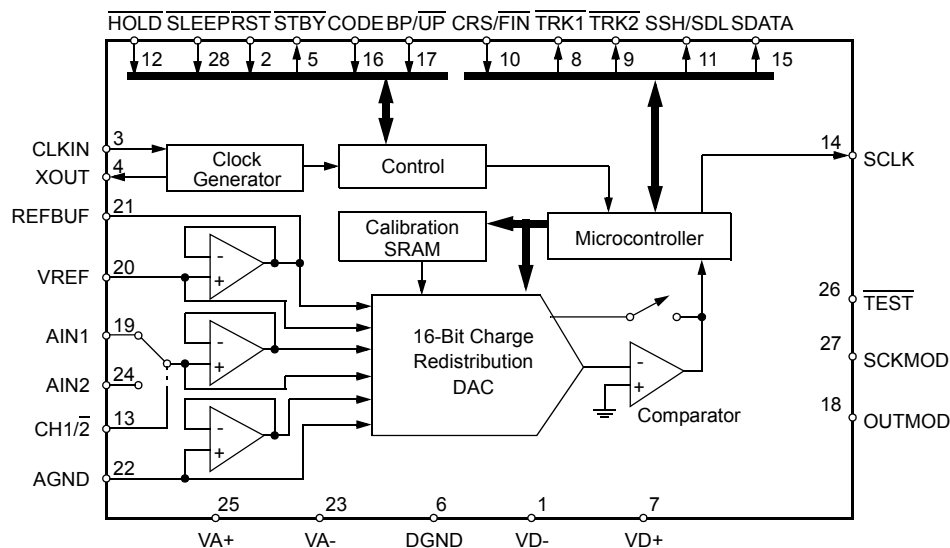 HOLD SLEEP RST STBY CODE BP/UP CRS/FIN TRK1 TRK2 SSH/SDL SDATA
12 28 2 5 16 17 10 8 9 11 15
CLKIN 3
XOUT 4
Clock
Generator
Control
14 SCLK
REFBUF 21
Calibration
SRAM
Microcontroller
VREF 20
-
+
26 TEST
AIN1 19
-
+
16-Bit Charge
Redistribution
DAC
27 SCKMOD
AIN2 24
-
+
Comparator
CH1/2 13
18 OUTMOD
-
+
AGND 22
25 23 6 1 7
VA+ VA- DGND VD- VD+